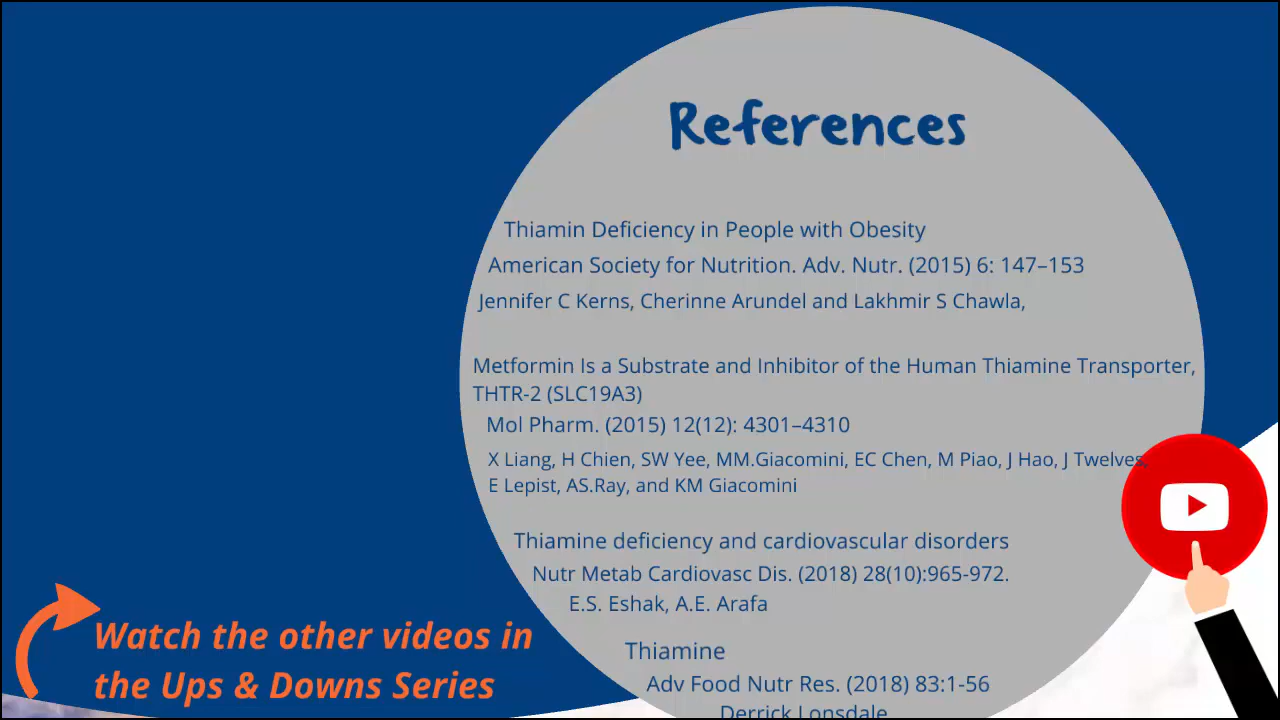 References
Thiamin Deficiency in People with Obesity
American Society for Nutrition. Adv. Nutr. (2015) 6: 147–153
Jennifer C Kerns, Cherinne Arundel and Lakhmir S Chawla,
Metformin Is a Substrate and Inhibitor of the Human Thiamine Transporter,
THTR-2 (SLC19A3)
Mol Pharm. (2015) 12(12): 4301–4310
X Liang, H Chien, SW Yee, MM.Giacomini, EC Chen, M Piao, J Hao, J Twelves,
E Lepist, AS.Ray, and KM Giacomini
Thiamine deficiency and cardiovascular disorders
Nutr Metab Cardiovasc Dis. (2018) 28(10):965-972.
E.S. Eshak, A.E. Arafa
Thiamine
Adv Food Nutr Res. (2018) 83:1-56
Derrick Lonsdale
Watch the other videos in
the Ups & Downs Series